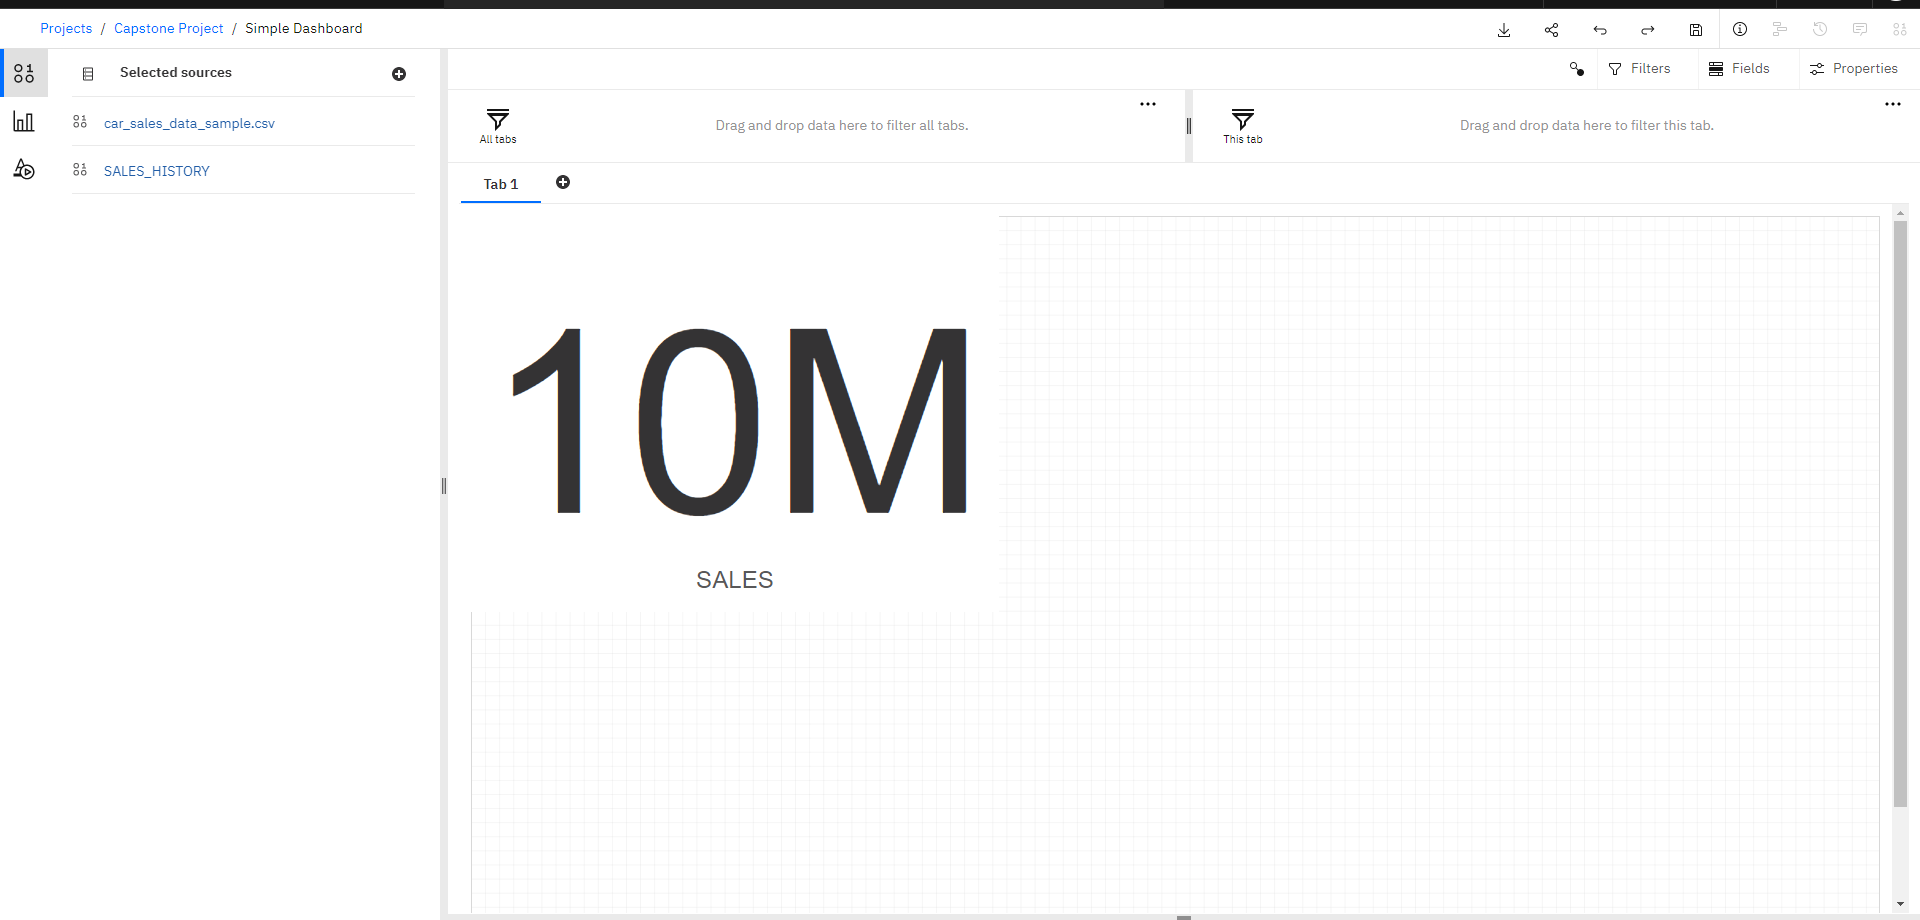 Projects / Capstone Project / Simple Dashboard
Selected sources
car_sales_data_sample.csv
SALES_HISTORY
Filters
Fields
Properties
All tabs
Drag and drop data here to filter all tabs.
This tab
Drag and drop data here to filter this tab.
Tab 1
10M
SALES